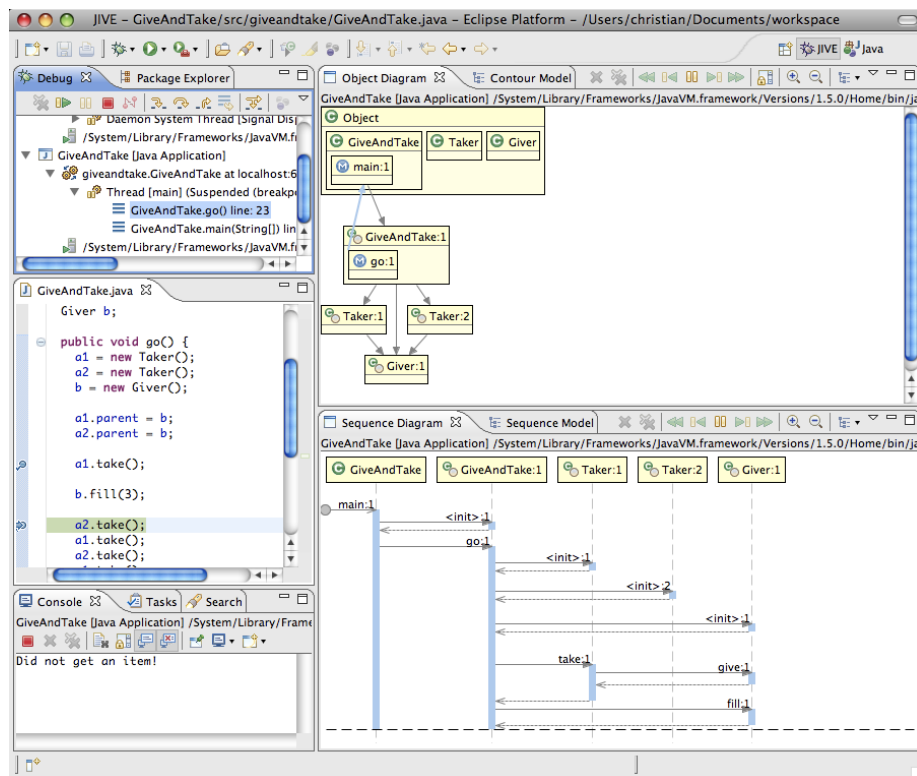 JIVE – GiveAndTake/src/giveandtake/GiveAndTake.java – Eclipse Platform – /Users/christian/Documents/workspace
JIVE
Java
Debug
Package Explorer
Daemon System Thread [Signal Dis
/System/Library/Frameworks/JavaVM.f
GiveAndTake [Java Application]
giveandtake.GiveAndTake at localhost:6
Thread [main] (Suspended (breakp
GiveAndTake.go() line: 23
GiveAndTake.main(String[]) lin
/System/Library/Frameworks/JavaVM.f
GiveAndTake.java
Giver b;
public void go() {
a1 = new Taker();
a2 = new Taker();
b = new Giver();
a1.parent = b;
a2.parent = b;
a1.take();
b.fill(3);
a2.take();
a1.take();
a2.take();
Console
Tasks
Search
GiveAndTake [Java Application] /System/Library/Frame
Did not get an item!
Object Diagram
Contour Model
GiveAndTake [Java Application] /System/Library/Frameworks/JavaVM.framework/Versions/1.5.0/Home/bin/ja
Object
GiveAndTake
Taker
Giver
main:1
GiveAndTake:1
go:1
Taker:1
Taker:2
Giver:1
Sequence Diagram
Sequence Model
GiveAndTake [Java Application] /System/Library/Frameworks/JavaVM.framework/Versions/1.5.0/Home/bin/ja
GiveAndTake
GiveAndTake:1
Taker:1
Taker:2
Giver:1
main:1
<init>:1
go:1
<init>:1
<init>:2
<init>:1
take:1
give:1
fill:1